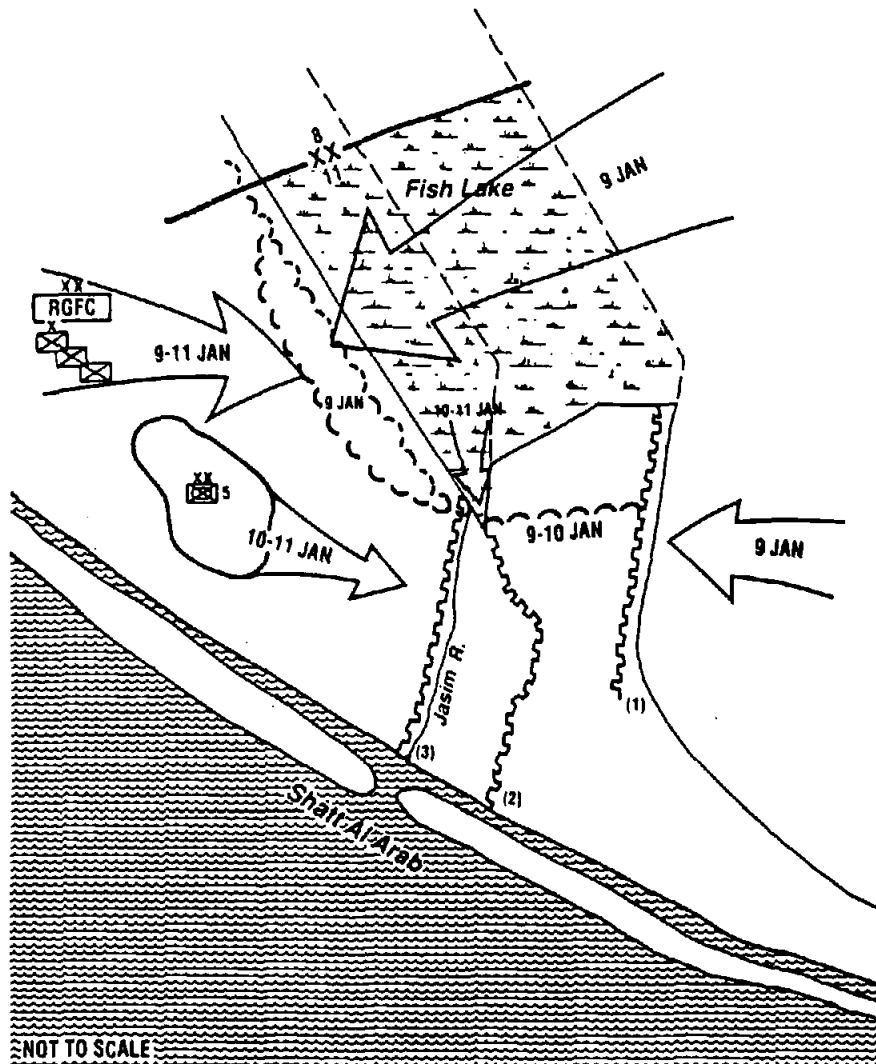 8
XX
11
Fish Lake
9 JAN
XX
RGFC
X
9-11 JAN
9 JAN
10-11 JAN
XX
5
10-11 JAN
9-10 JAN
9 JAN
Jasim R.
(1)
(3)
(2)
Shatt Al Arab
NOT TO SCALE